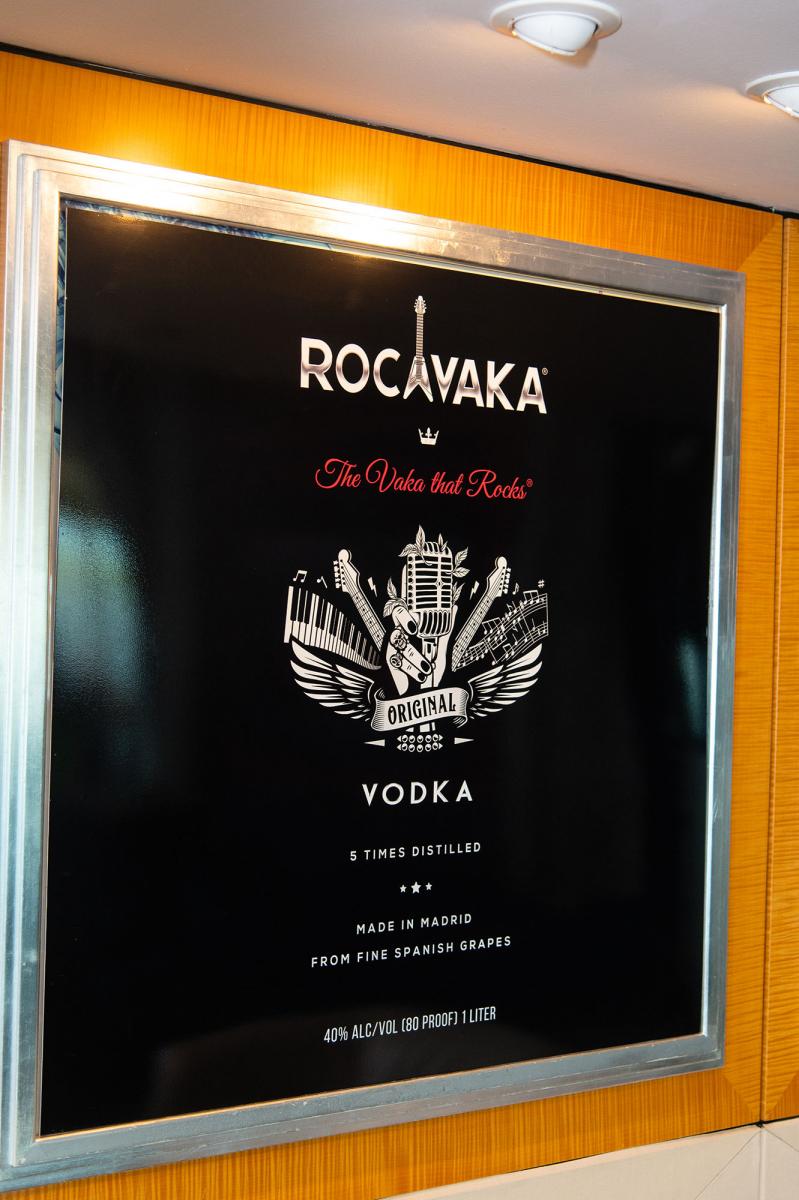 ROCAVAKA®
The Vaka that Rocks®
ORIGINAL
VODKA
5 TIMES DISTILLED
MADE IN MADRID
FROM FINE SPANISH GRAPES
40% ALC/VOL (80 PROOF) 1 LITER